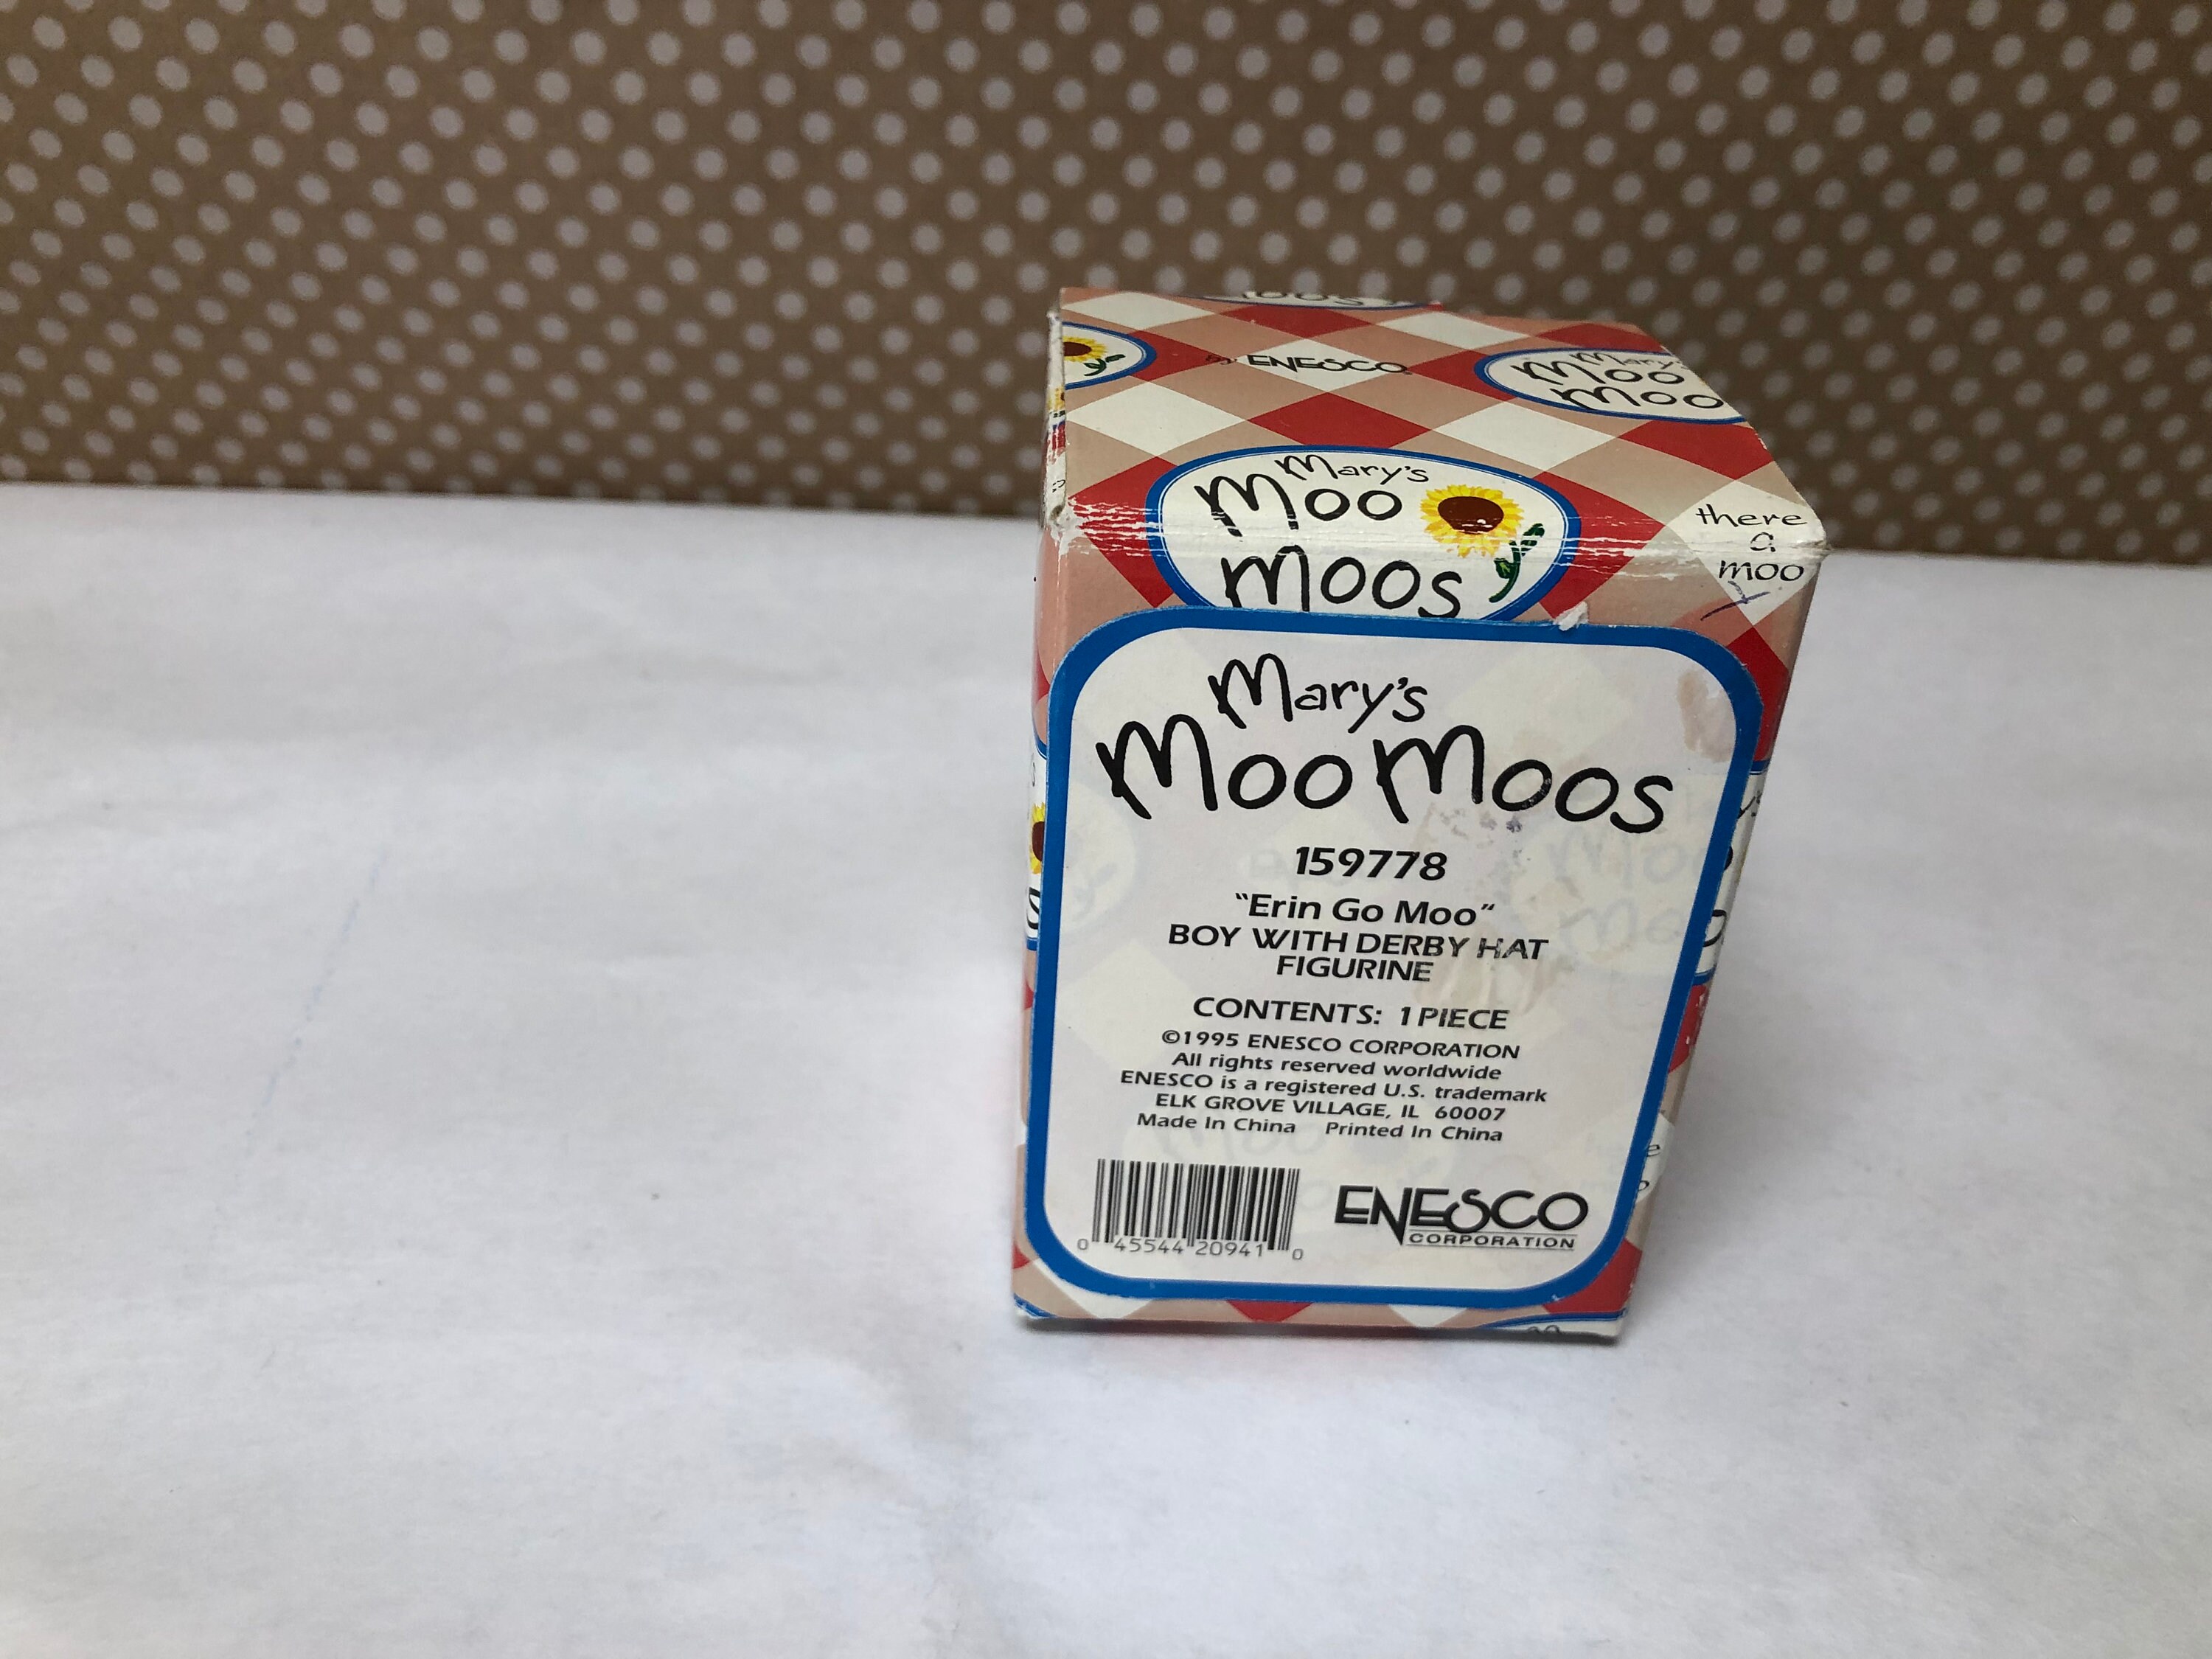 by ENESCO
Mary's
Moo
Moo
Mary's
Moo
Moos
there
a
moo
Mary's
Moo Moos
159778
"Erin Go Moo"
BOY WITH DERBY HAT
FIGURINE
CONTENTS: 1 PIECE
©1995 ENESCO CORPORATION
All rights reserved worldwide
ENESCO is a registered U.S. trademark
ELK GROVE VILLAGE, IL 60007
Made In China Printed In China
0 45544 20941 0
ENESCO
CORPORATION